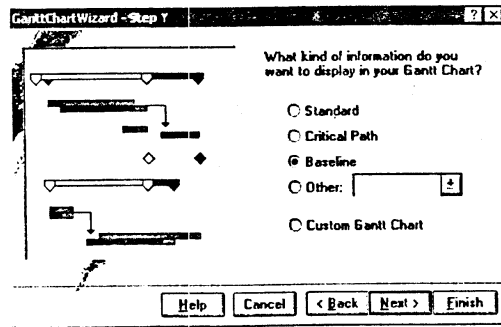 GanttChartWizard - Step
What kind of information do you
want to display in your Gantt Chart?
Standard
Critical Path
Baseline
Other:
Custom Gantt Chart
Help Cancel < Back Next > Finish